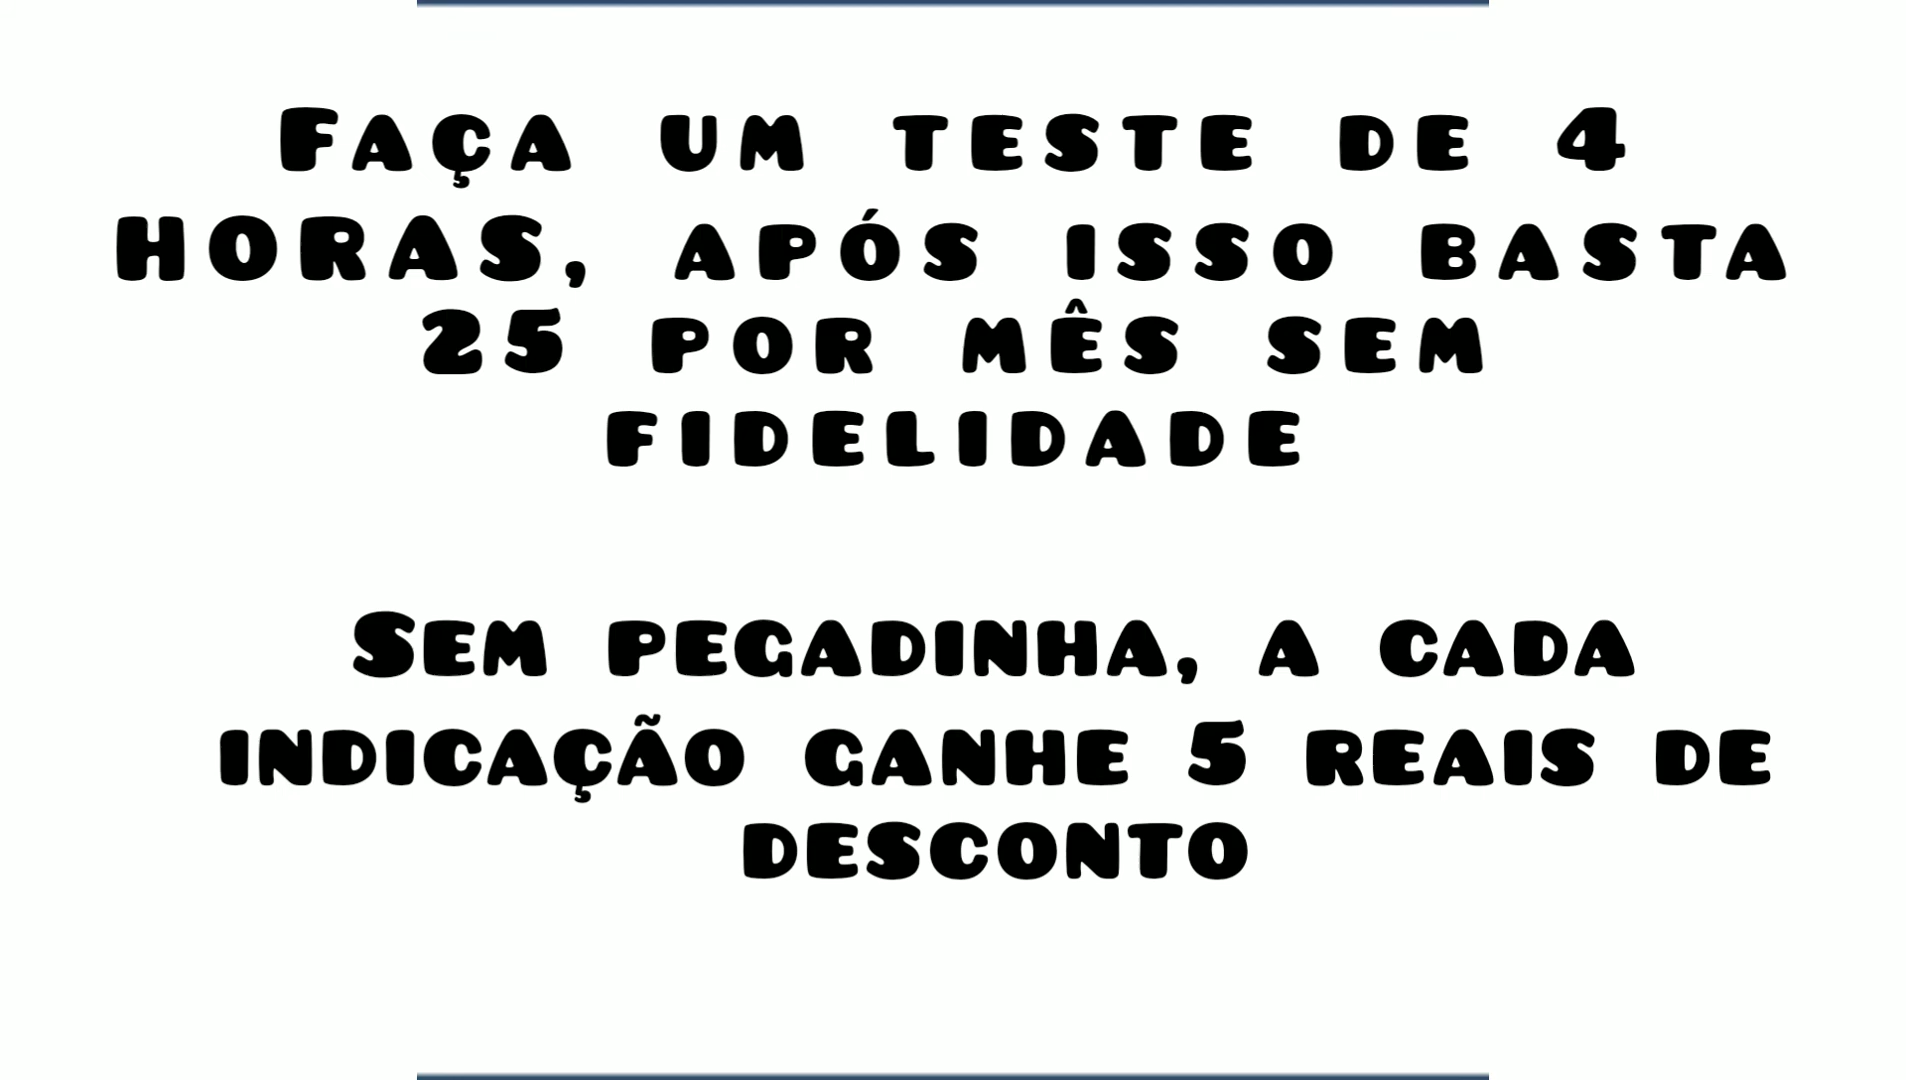 Faça um teste de 4
HORAS, após isso basta
25 por mês sem
fidelidade
Sem pegadinha, a cada
indicação ganhe 5 reais de
desconto